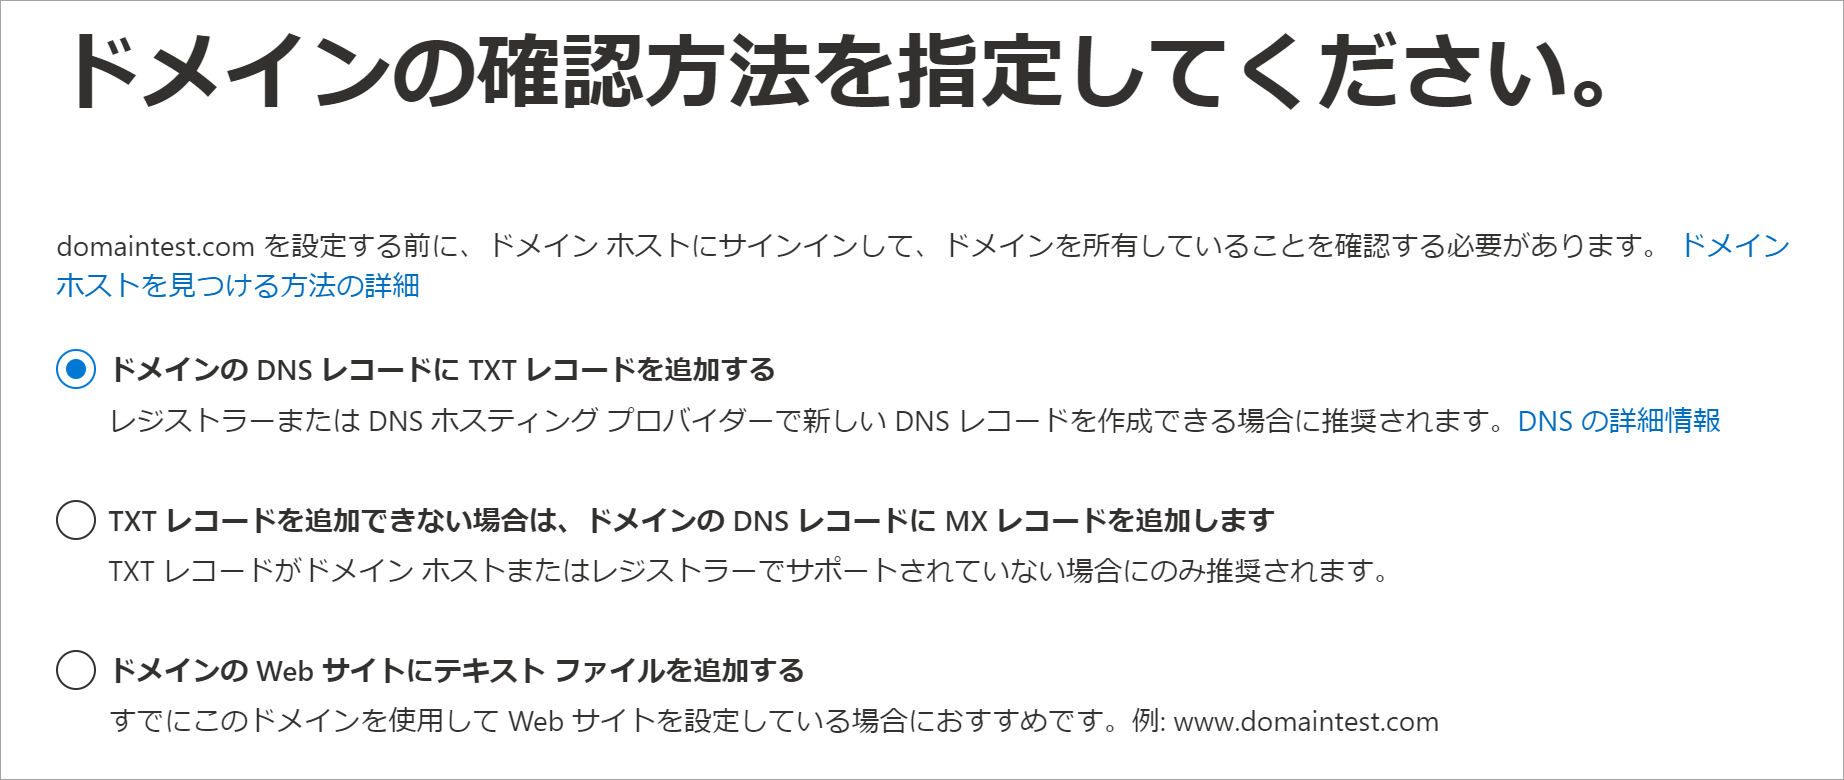 ドメインの確認方法を指定してください。
domaintest.com を設定する前に、ドメイン ホストにサインインして、ドメインを所有していることを確認する必要があります。 ドメイン
ホストを見つける方法の詳細
ドメインの DNS レコードに TXT レコードを追加する
レジストラーまたは DNS ホスティング プロバイダーで新しい DNS レコードを作成できる場合に推奨されます。DNS の詳細情報
TXT レコードを追加できない場合は、ドメインの DNS レコードに MX レコードを追加します
TXT レコードがドメイン ホストまたはレジストラーでサポートされていない場合にのみ推奨されます。
ドメインの Web サイトにテキスト ファイルを追加する
すでにこのドメインを使用して Web サイトを設定している場合におすすめです。例: www.domaintest.com